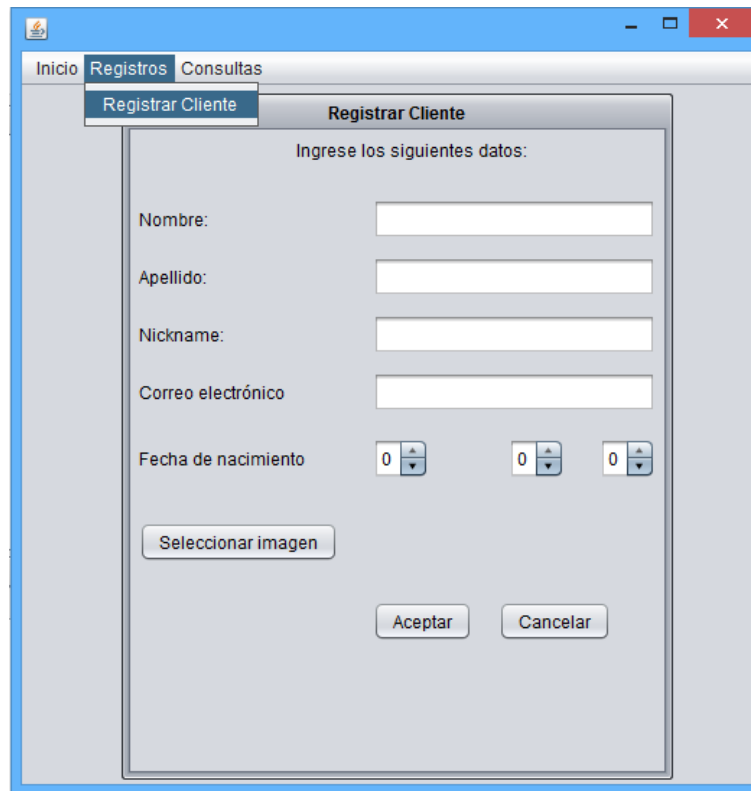 Inicio Registros Consultas
Registrar Cliente
Registrar Cliente
Ingrese los siguientes datos:
Nombre:
Apellido:
Nickname:
Correo electrónico
Fecha de nacimiento 0 0 0
Seleccionar imagen
Aceptar Cancelar